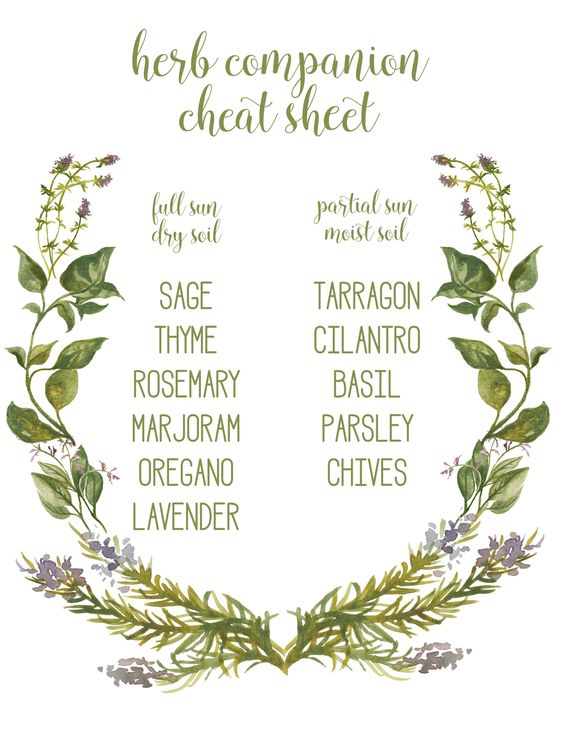 herb companion
cheat sheet
full sun
dry soil
SAGE
THYME
ROSEMARY
MARJORAM
OREGANO
LAVENDER
partial sun
moist soil
TARRAGON
CILANTRO
BASIL
PARSLEY
CHIVES